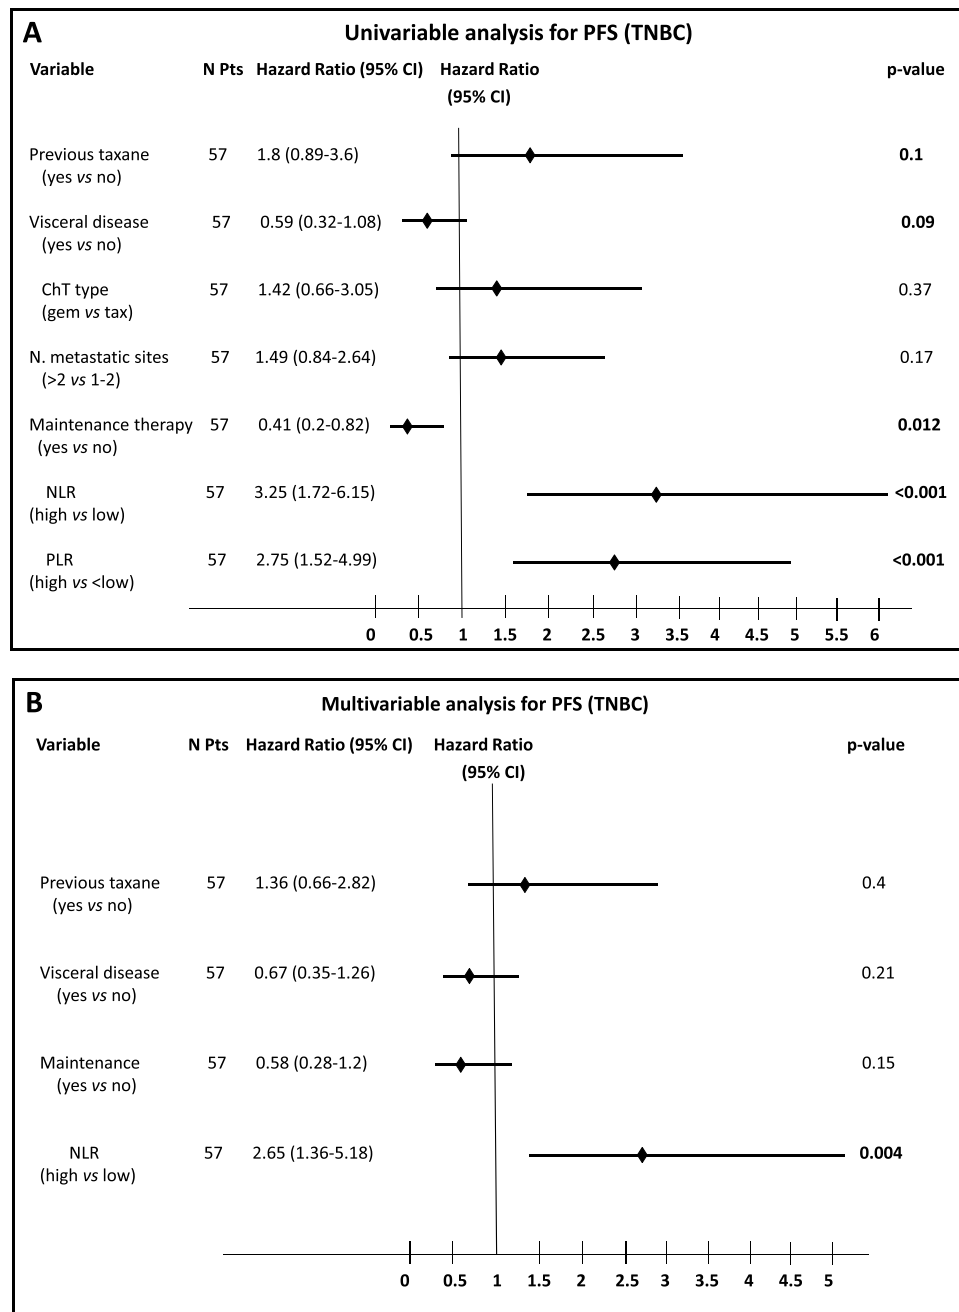 A
Univariable analysis for PFS (TNBC)
Variable N Pts Hazard Ratio (95% CI) Hazard Ratio p-value
(95% CI)
Previous taxane 57 1.8 (0.89-3.6) 0.1
(yes vs no)
Visceral disease 57 0.59 (0.32-1.08) 0.09
(yes vs no)
ChT type 57 1.42 (0.66-3.05) 0.37
(gem vs tax)
N. metastatic sites 57 1.49 (0.84-2.64) 0.17
(>2 vs 1-2)
Maintenance therapy 57 0.41 (0.2-0.82) 0.012
(yes vs no)
NLR 57 3.25 (1.72-6.15) <0.001
(high vs low)
PLR 57 2.75 (1.52-4.99) <0.001
(high vs <low)
0 0.5 1 1.5 2 2.5 3 3.5 4 4.5 5 5.5 6
B
Multivariable analysis for PFS (TNBC)
Variable N Pts Hazard Ratio (95% CI) Hazard Ratio p-value
(95% CI)
Previous taxane 57 1.36 (0.66-2.82) 0.4
(yes vs no)
Visceral disease 57 0.67 (0.35-1.26) 0.21
(yes vs no)
Maintenance 57 0.58 (0.28-1.2) 0.15
(yes vs no)
NLR 57 2.65 (1.36-5.18) 0.004
(high vs low)
0 0.5 1 1.5 2 2.5 3 3.5 4 4.5 5